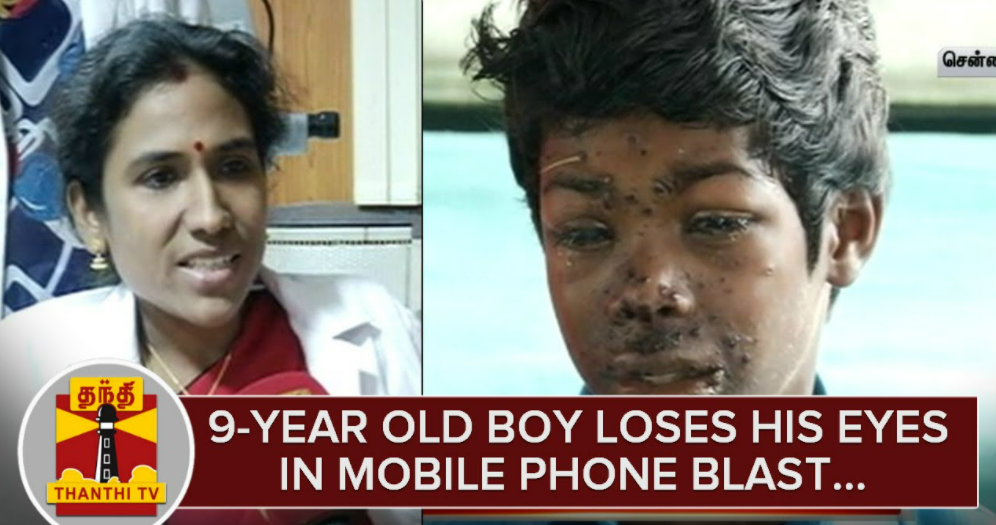 சென்னை
தந்தி
THANTHI TV
9-YEAR OLD BOY LOSES HIS EYES
IN MOBILE PHONE BLAST...